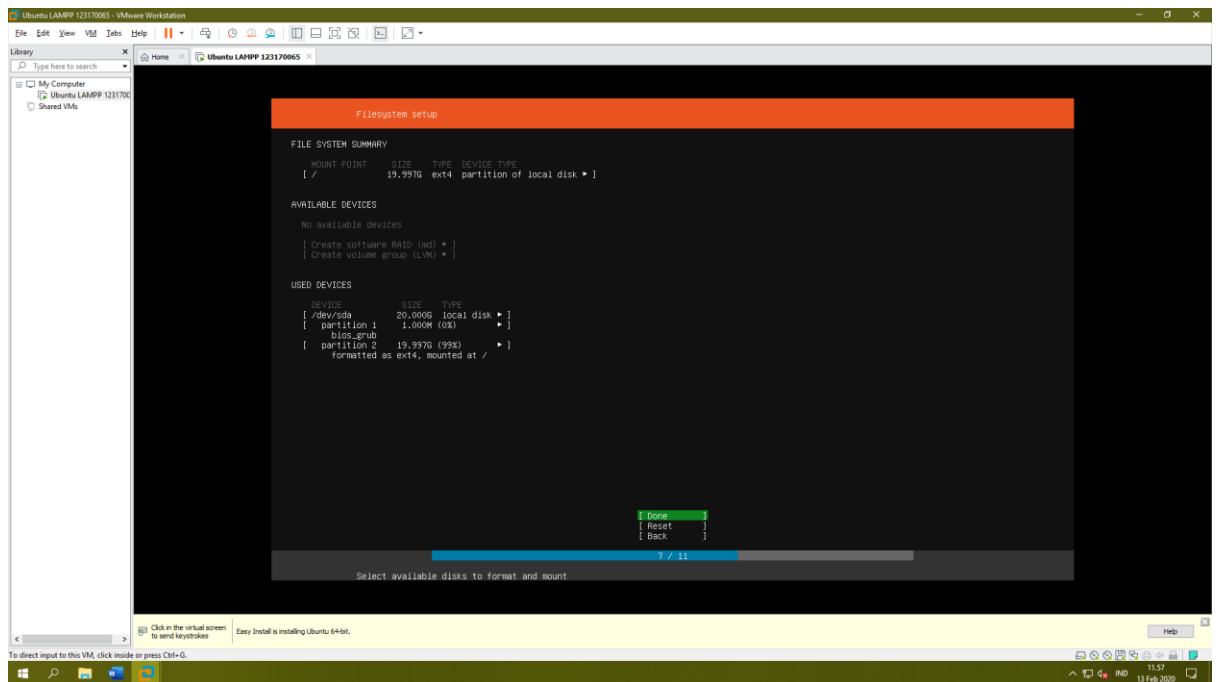 Ubuntu LAMPP 123170065 - VMware Workstation
File Edit View VM Tabs Help
Library
Type here to search
My Computer
Ubuntu LAMPP 1231700
Shared VMs
Home
Ubuntu LAMPP 123170065
Filesystem setup
FILE SYSTEM SUMMARY
MOUNT POINT SIZE TYPE DEVICE TYPE
[ / 19.997G ext4 partition of local disk ▸ ]
AVAILABLE DEVICES
No available devices
[ Create software RAID (md) ▸ ]
[ Create volume group (LVM) ▸ ]
USED DEVICES
DEVICE SIZE TYPE
[ /dev/sda 20.000G local disk ▸ ]
[ partition 1 1.000M (0%) ▸ ]
bios_grub
[ partition 2 19.997G (99%) ▸ ]
formatted as ext4, mounted at /
[ Done ]
[ Reset ]
[ Back ]
7 / 11
Select available disks to format and mount
Click in the virtual screen
to send keystrokes
Easy Install is installing Ubuntu 64-bit.
Help
To direct input to this VM, click inside or press Ctrl+G.
IND
11.57
13 Feb 2020